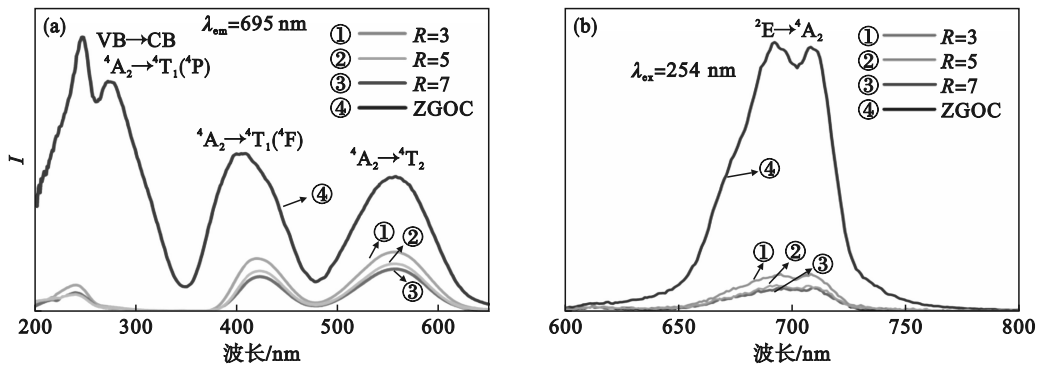 (a)
λem=695 nm
VB→CB
⁴A₂→⁴T₁(⁴P)
① R=3
② R=5
③ R=7
④ ZGOC
⁴A₂→⁴T₁(⁴F)
⁴A₂→⁴T₂
④
①
②
③
I
200 300 400 500 600
波长/nm
(b)
²E→⁴A₂
λex=254 nm
① R=3
② R=5
③ R=7
④ ZGOC
④
①
②
③
600 650 700 750 800
波长/nm